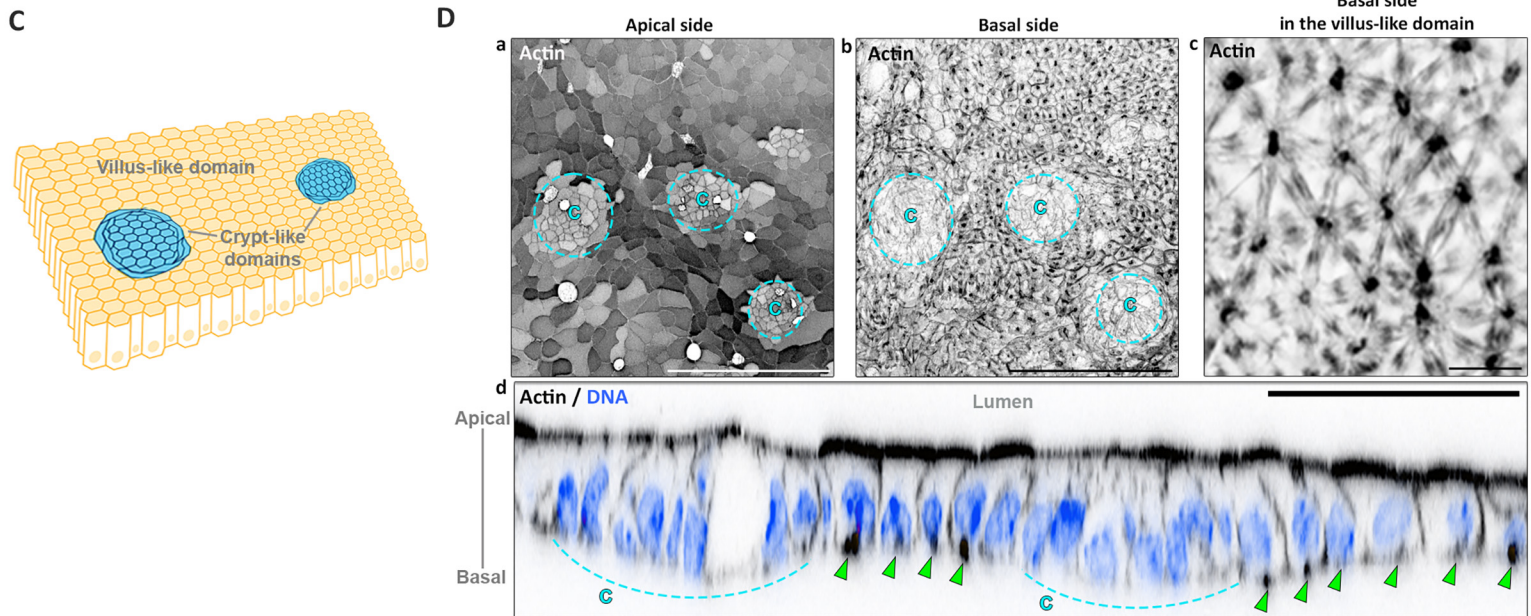 C
Villus-like domain
Crypt-like
domains
D
Apical side
Basal side
Basal side
in the villus-like domain
a
Actin
C
C
C
b
Actin
C
C
C
c
Actin
d
Actin / DNA
Lumen
Apical
Basal
C
C